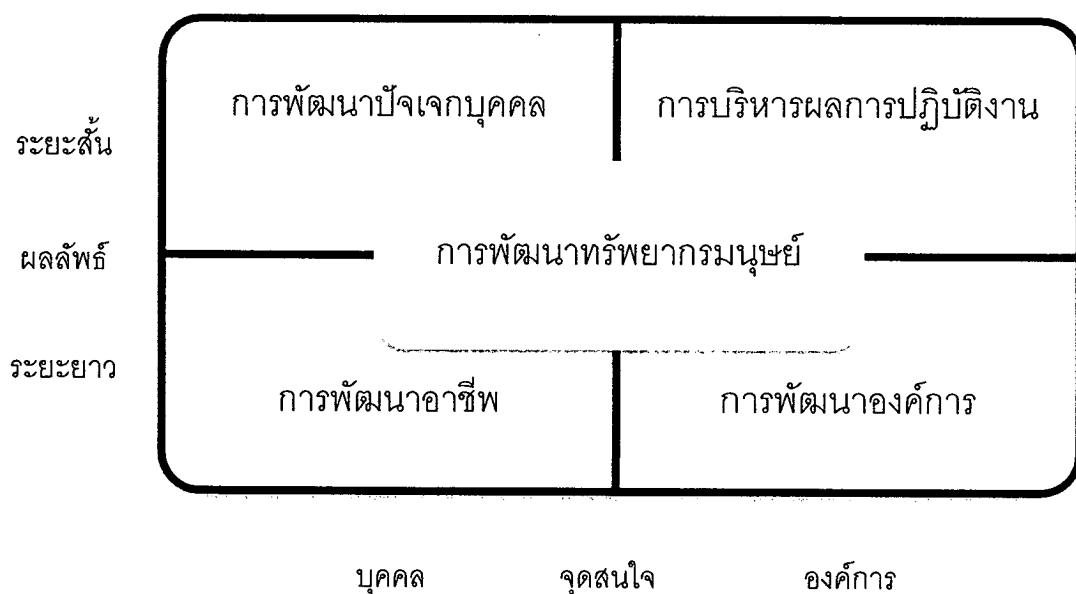 การพัฒนาปัจเจกบุคคล
การบริหารผลการปฏิบัติงาน
ระยะสั้น
ผลลัพธ์
การพัฒนาทรัพยากรมนุษย์
ระยะยาว
การพัฒนาอาชีพ
การพัฒนาองค์การ
บุคคล จุดสนใจ องค์การ